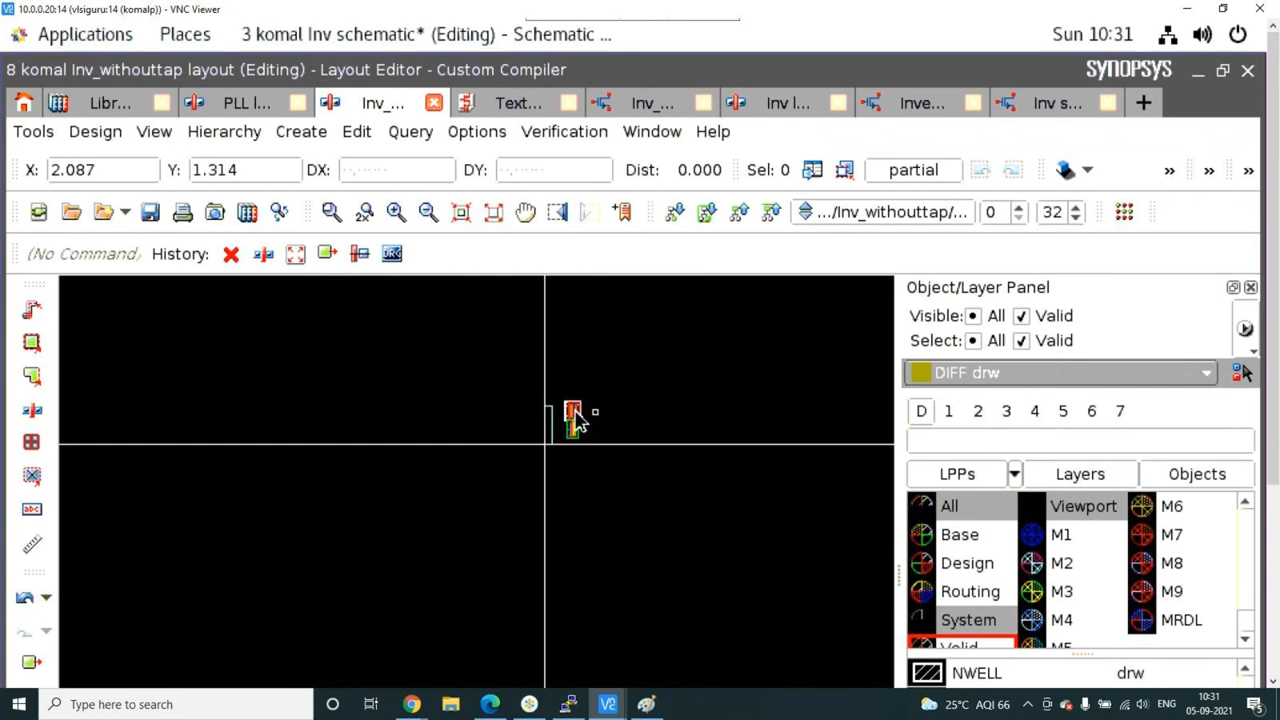 10.0.0.20:14 (vlsiguru:14 (komalp)) - VNC Viewer
Applications Places 3 komal Inv schematic* (Editing) - Schematic ... Sun 10:31
8 komal Inv_withouttap layout (Editing) - Layout Editor - Custom Compiler SYNOPSYS
Libr... PLL l... Inv_... Text... Inv_... Inv l... Inve... Inv s...
Tools Design View Hierarchy Create Edit Query Options Verification Window Help
X: 2.087 Y: 1.314 DX: DY: Dist: 0.000 Sel: 0 partial » » »
.../Inv_withouttap/... 0 32
(No Command) History: DRC
Object/Layer Panel
Visible: All Valid
Select: All Valid
DIFF drw
D 1 2 3 4 5 6 7
LPPs Layers Objects
All Viewport M6
Base M1 M7
Design M2 M8
Routing M3 M9
System M4 MRDL
Valid M5
NWELL drw
abc
Type here to search 25°C AQI 66 ENG 10:31
05-09-2021 5